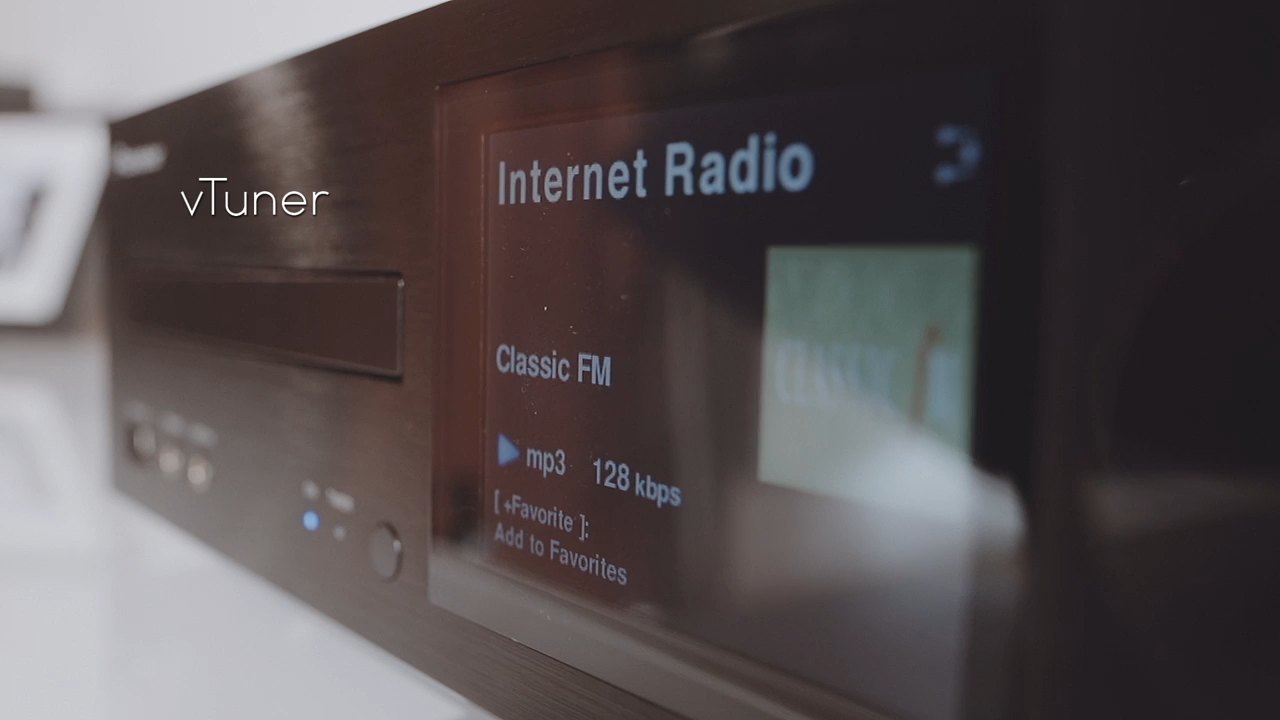 vTuner
Internet Radio
Classic FM
mp3 128 kbps
[ +Favorite ]:
Add to Favorites